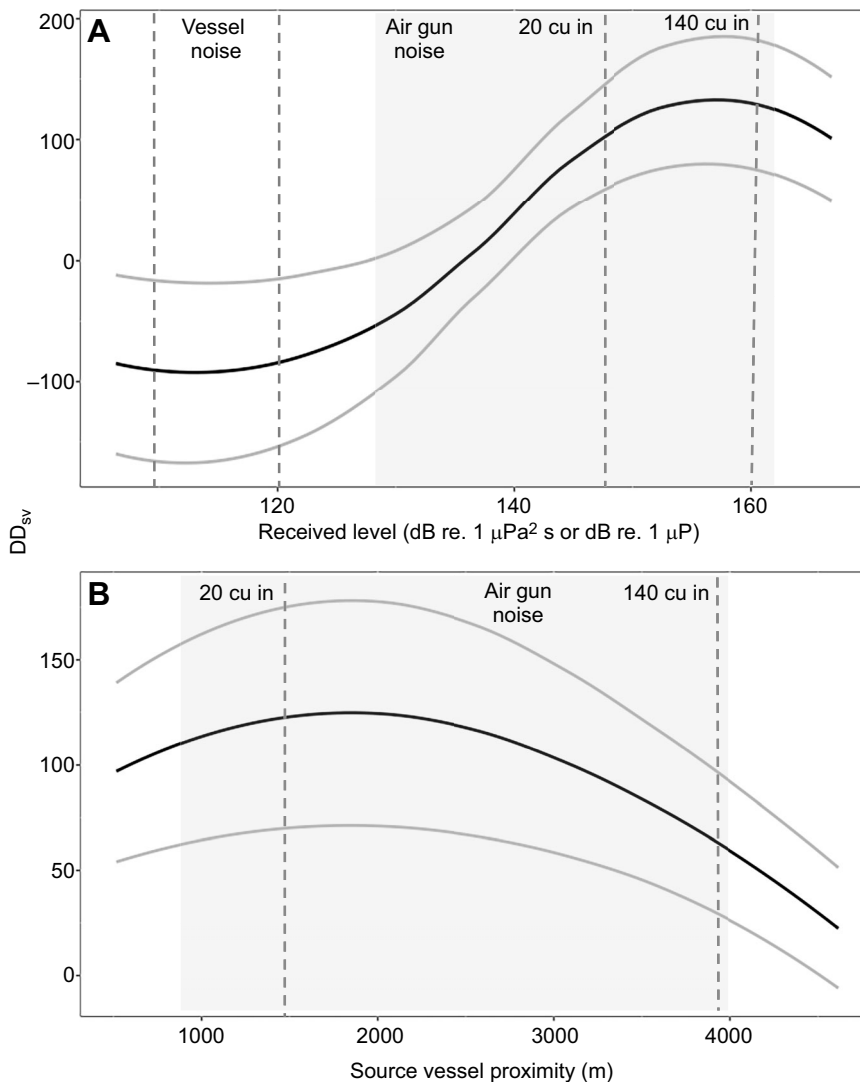 A
Vessel
noise
Air gun
noise
20 cu in
140 cu in
200
100
0
–100
120
140
160
Received level (dB re. 1 μPa² s or dB re. 1 μP)
DDsv
B
20 cu in
Air gun
noise
140 cu in
150
100
50
0
1000
2000
3000
4000
Source vessel proximity (m)